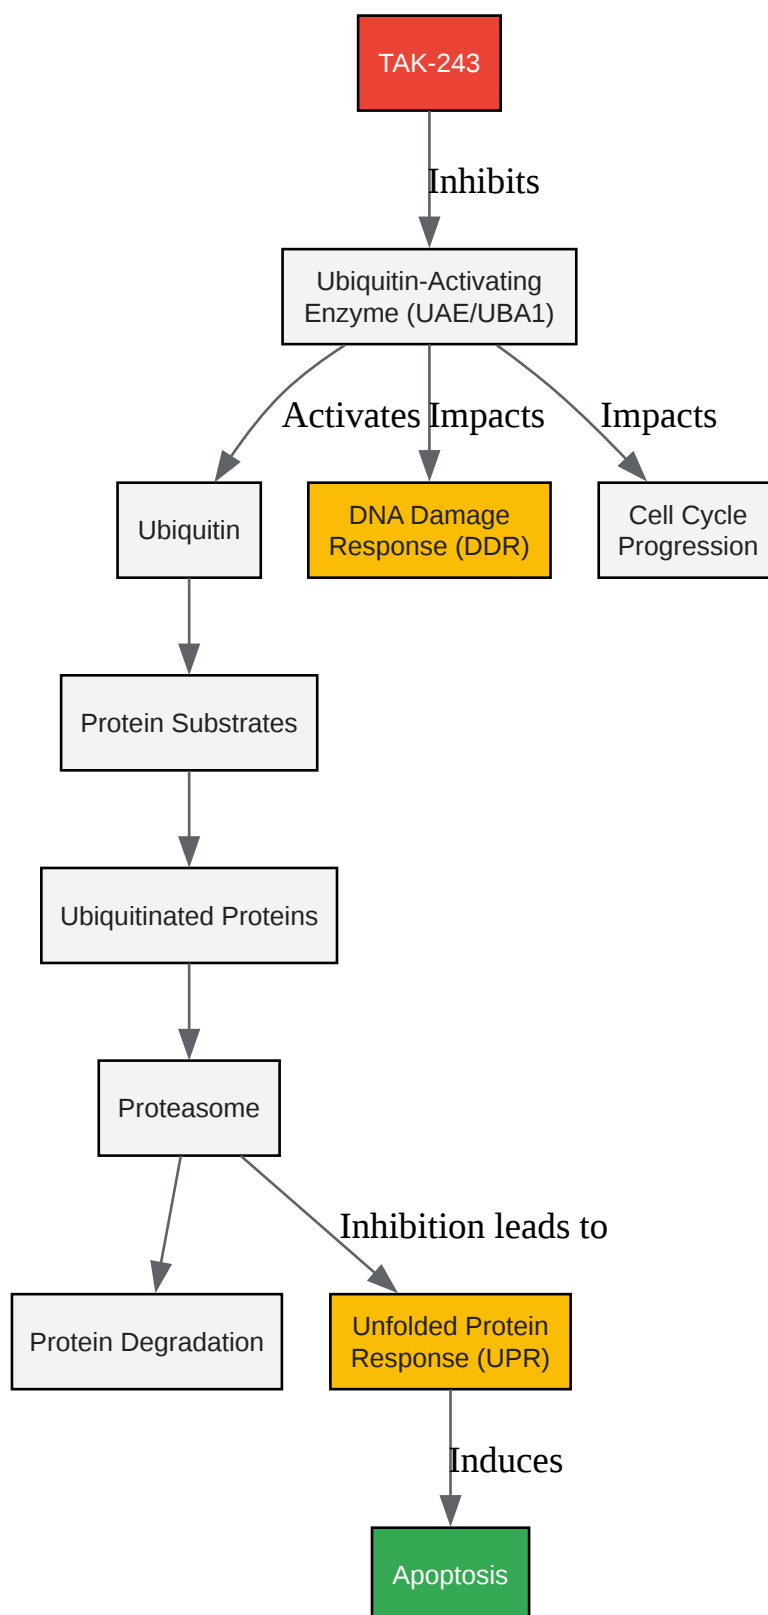 TAK-243
Inhibits
Ubiquitin-Activating
Enzyme (UAE/UBA1)
Activates
Impacts
Impacts
Ubiquitin
DNA Damage
Response (DDR)
Cell Cycle
Progression
Protein Substrates
Ubiquitinated Proteins
Proteasome
Inhibition leads to
Protein Degradation
Unfolded Protein
Response (UPR)
Induces
Apoptosis